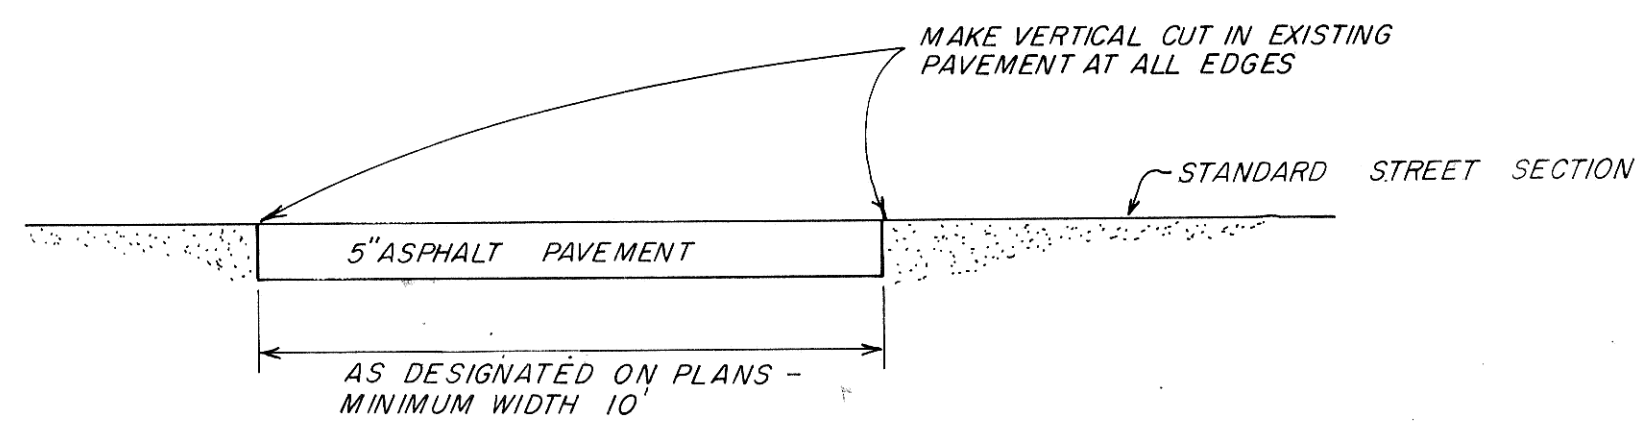 MAKE VERTICAL CUT IN EXISTING
PAVEMENT AT ALL EDGES
STANDARD STREET SECTION
5" ASPHALT PAVEMENT
AS DESIGNATED ON PLANS -
MINIMUM WIDTH 10'